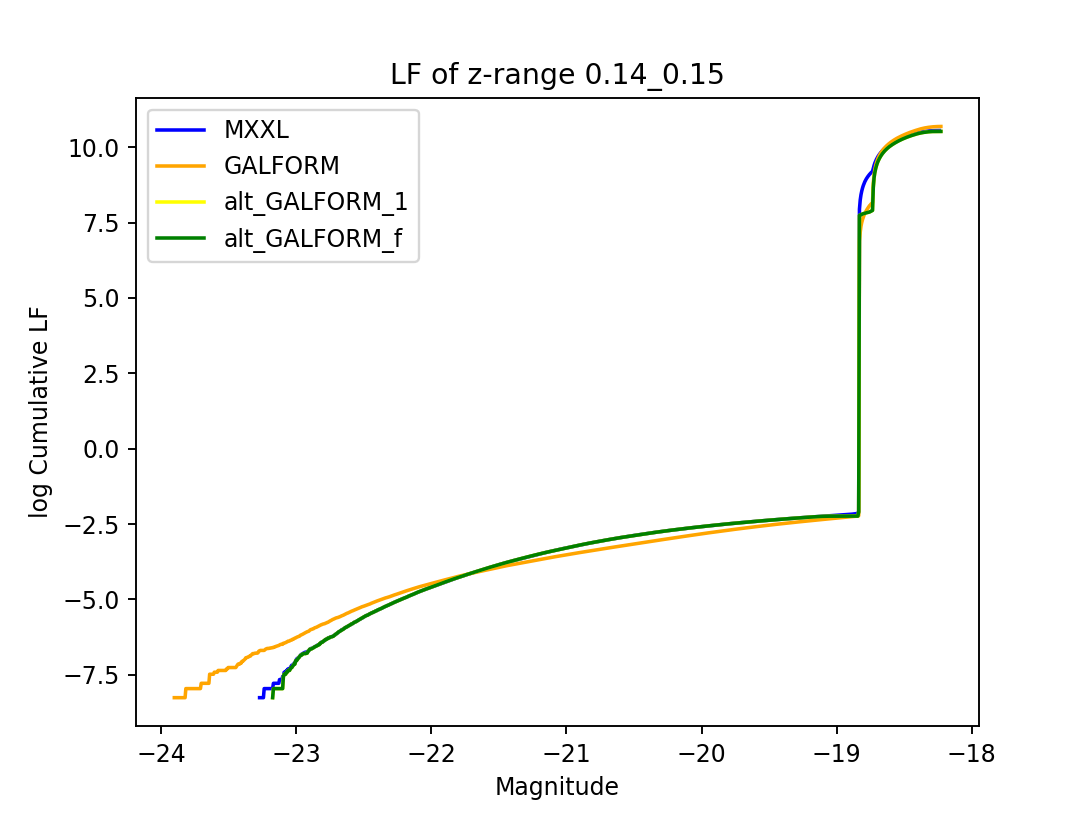 LF of z-range 0.14_0.15
MXXL
GALFORM
alt_GALFORM_1
alt_GALFORM_f
10.0
7.5
5.0
2.5
0.0
−2.5
−5.0
−7.5
log Cumulative LF
−24 −23 −22 −21 −20 −19 −18
Magnitude